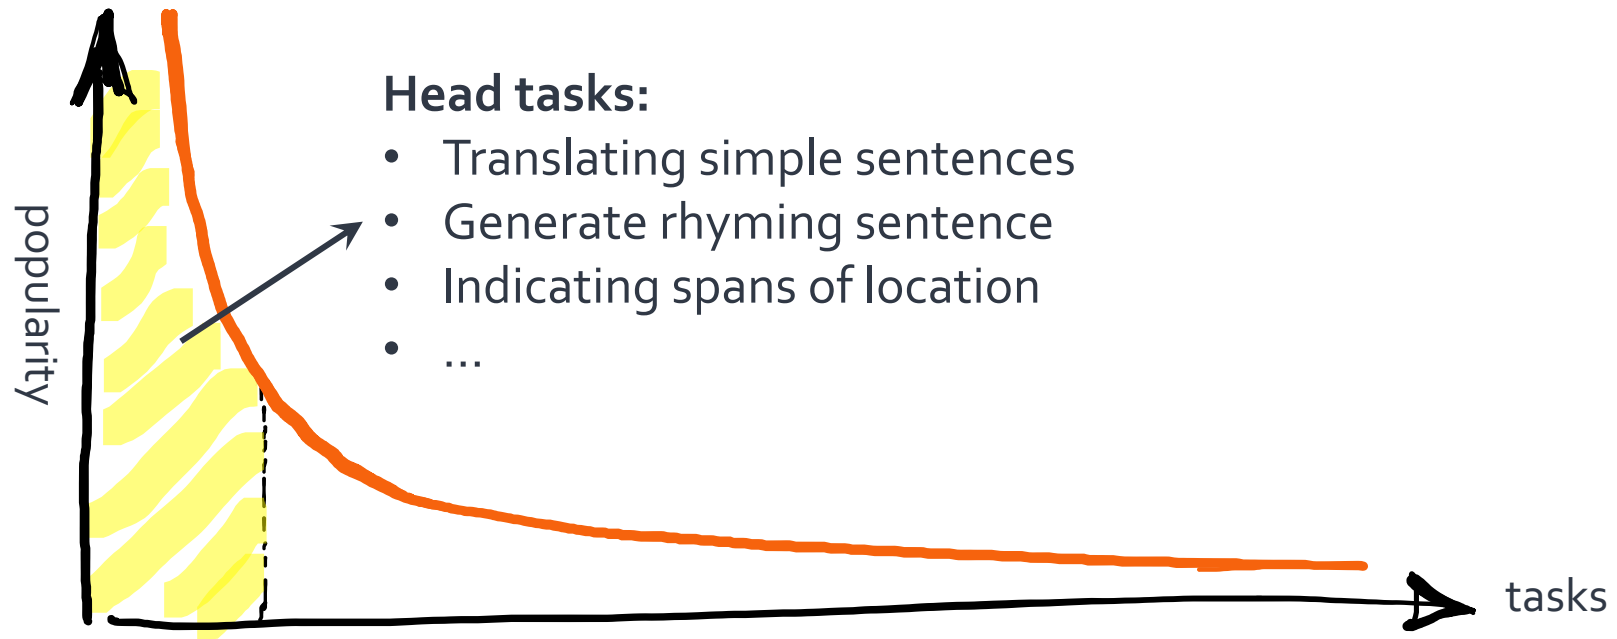 popularity
Head tasks:
• Translating simple sentences
• Generate rhyming sentence
• Indicating spans of location
• ...
tasks